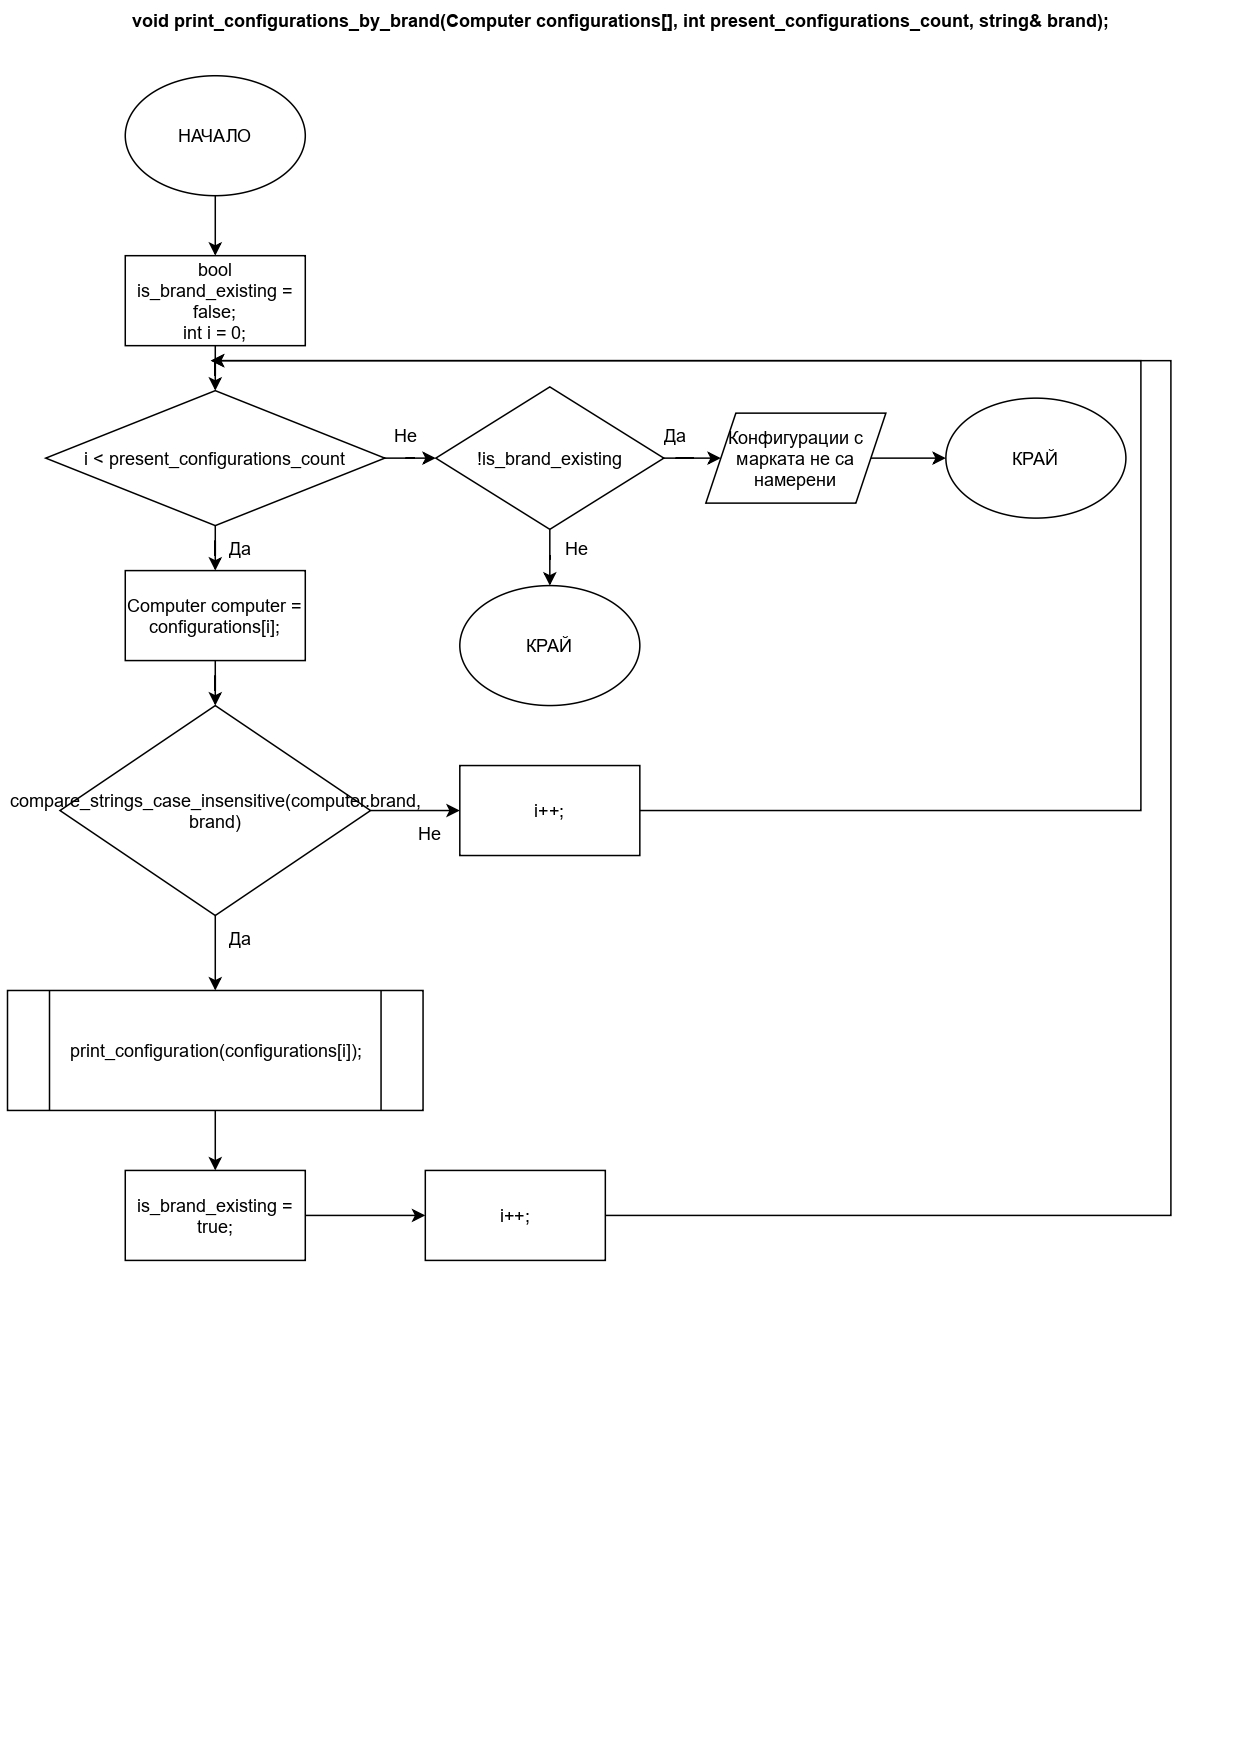 void print_configurations_by_brand(Computer configurations[], int present_configurations_count, string& brand);
НАЧАЛО
bool
is_brand_existing =
false;
int i = 0;
i < present_configurations_count
Не
!is_brand_existing
Да
Конфигурации с
марката не са
намерени
КРАЙ
Да
Не
Computer computer =
configurations[i];
КРАЙ
compare_strings_case_insensitive(computer.brand,
brand)
Не
i++;
Да
print_configuration(configurations[i]);
is_brand_existing =
true;
i++;